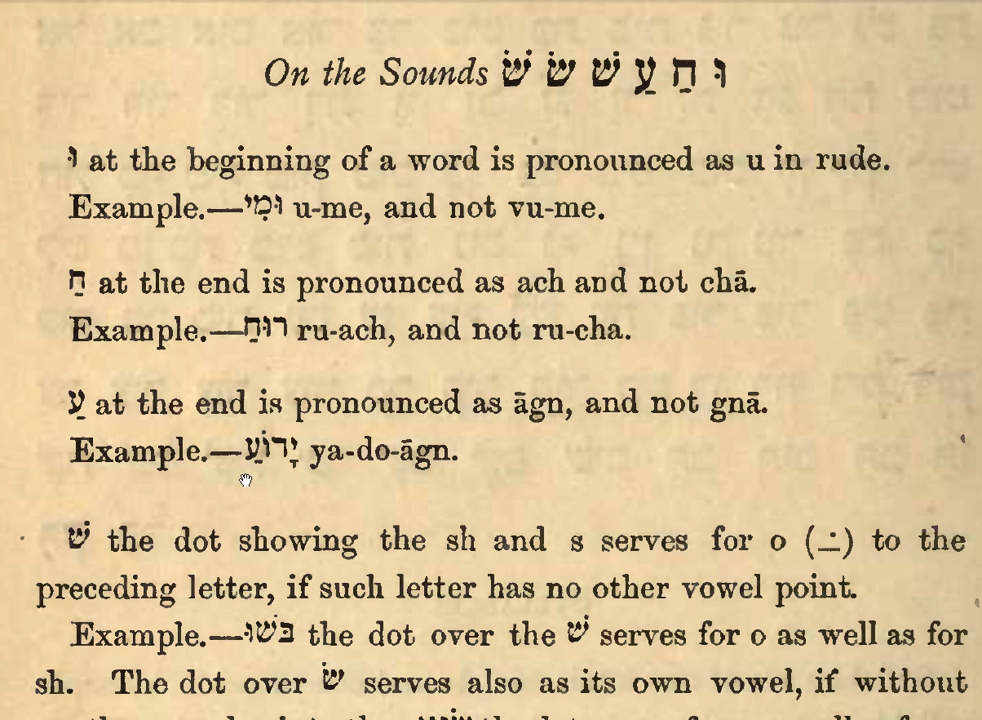 On the Sounds וּ חַ עַ שׁ שׂ שׁׂ
וּ at the beginning of a word is pronounced as u in rude.
Example.—וּמִי u-me, and not vu-me.
חַ at the end is pronounced as ach and not chā.
Example.—רוּחַ ru-ach, and not ru-cha.
עַ at the end is pronounced as āgn, and not gnā.
Example.—יָדוֹעַ ya-do-āgn.
שׁ the dot showing the sh and s serves for o (∸) to the
preceding letter, if such letter has no other vowel point.
Example.—בּשׁוּ the dot over the שׁ serves for o as well as for
sh. The dot over שׂ serves also as its own vowel, if without